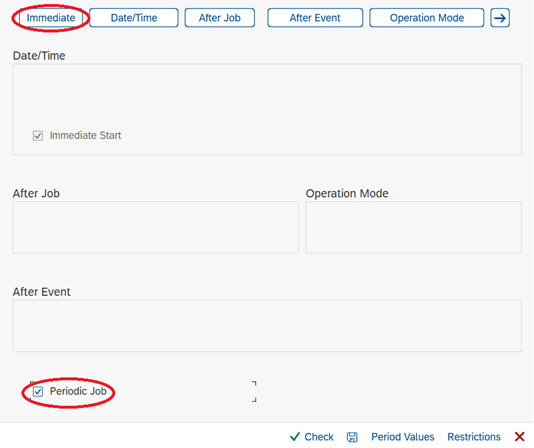 Immediate Date/Time After Job After Event Operation Mode
Date/Time
Immediate Start
After Job Operation Mode
After Event
Periodic Job
Check Period Values Restrictions